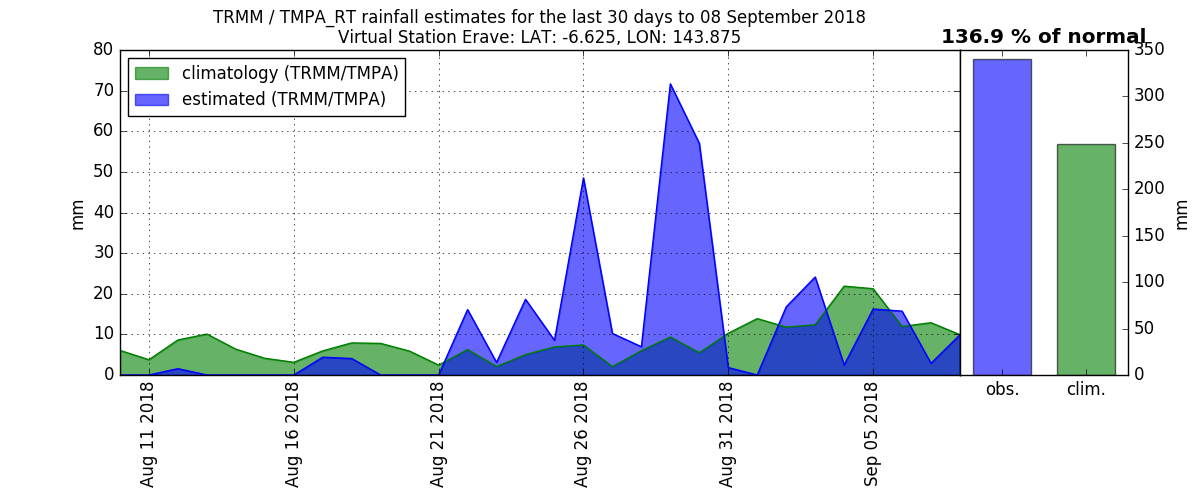 TRMM / TMPA_RT rainfall estimates for the last 30 days to 08 September 2018
Virtual Station Erave: LAT: -6.625, LON: 143.875
136.9 % of normal
climatology (TRMM/TMPA)
estimated (TRMM/TMPA)
80
70
60
50
40
30
20
10
0
mm
Aug 11 2018
Aug 16 2018
Aug 21 2018
Aug 26 2018
Aug 31 2018
Sep 05 2018
350
300
250
200
150
100
50
0
mm
obs.
clim.